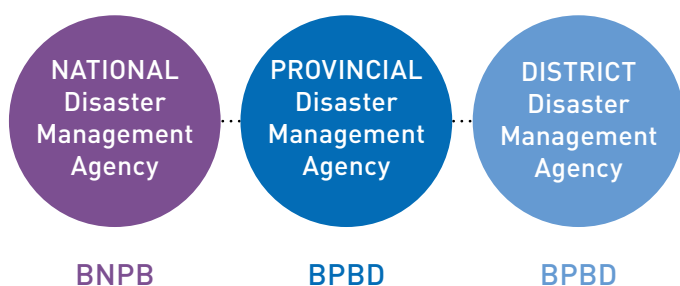 NATIONAL
Disaster
Management
Agency
PROVINCIAL
Disaster
Management
Agency
DISTRICT
Disaster
Management
Agency
BNPB
BPBD
BPBD